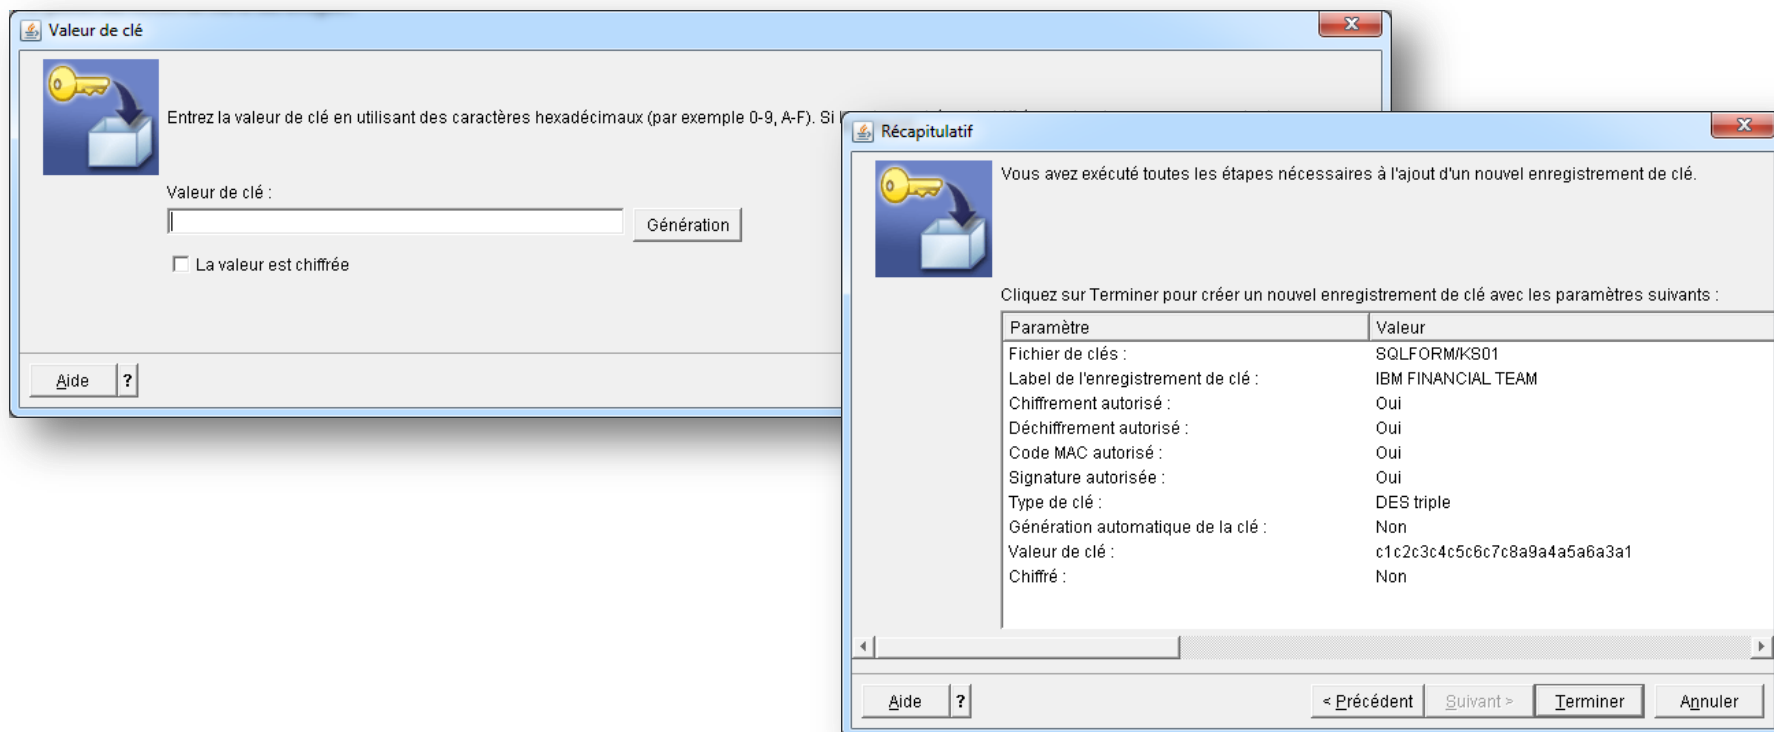 Valeur de clé
Entrez la valeur de clé en utilisant des caractères hexadécimaux (par exemple 0-9, A-F). Si
Valeur de clé :
Génération
La valeur est chiffrée
Aide ?
Récapitulatif
Vous avez exécuté toutes les étapes nécessaires à l'ajout d'un nouvel enregistrement de clé.
Cliquez sur Terminer pour créer un nouvel enregistrement de clé avec les paramètres suivants :
Paramètre Valeur
Fichier de clés : SQLFORM/KS01
Label de l'enregistrement de clé : IBM FINANCIAL TEAM
Chiffrement autorisé : Oui
Déchiffrement autorisé : Oui
Code MAC autorisé : Oui
Signature autorisée : Oui
Type de clé : DES triple
Génération automatique de la clé : Non
Valeur de clé : c1c2c3c4c5c6c7c8a9a4a5a6a3a1
Chiffré : Non
Aide ? < Précédent Suivant > Terminer Annuler